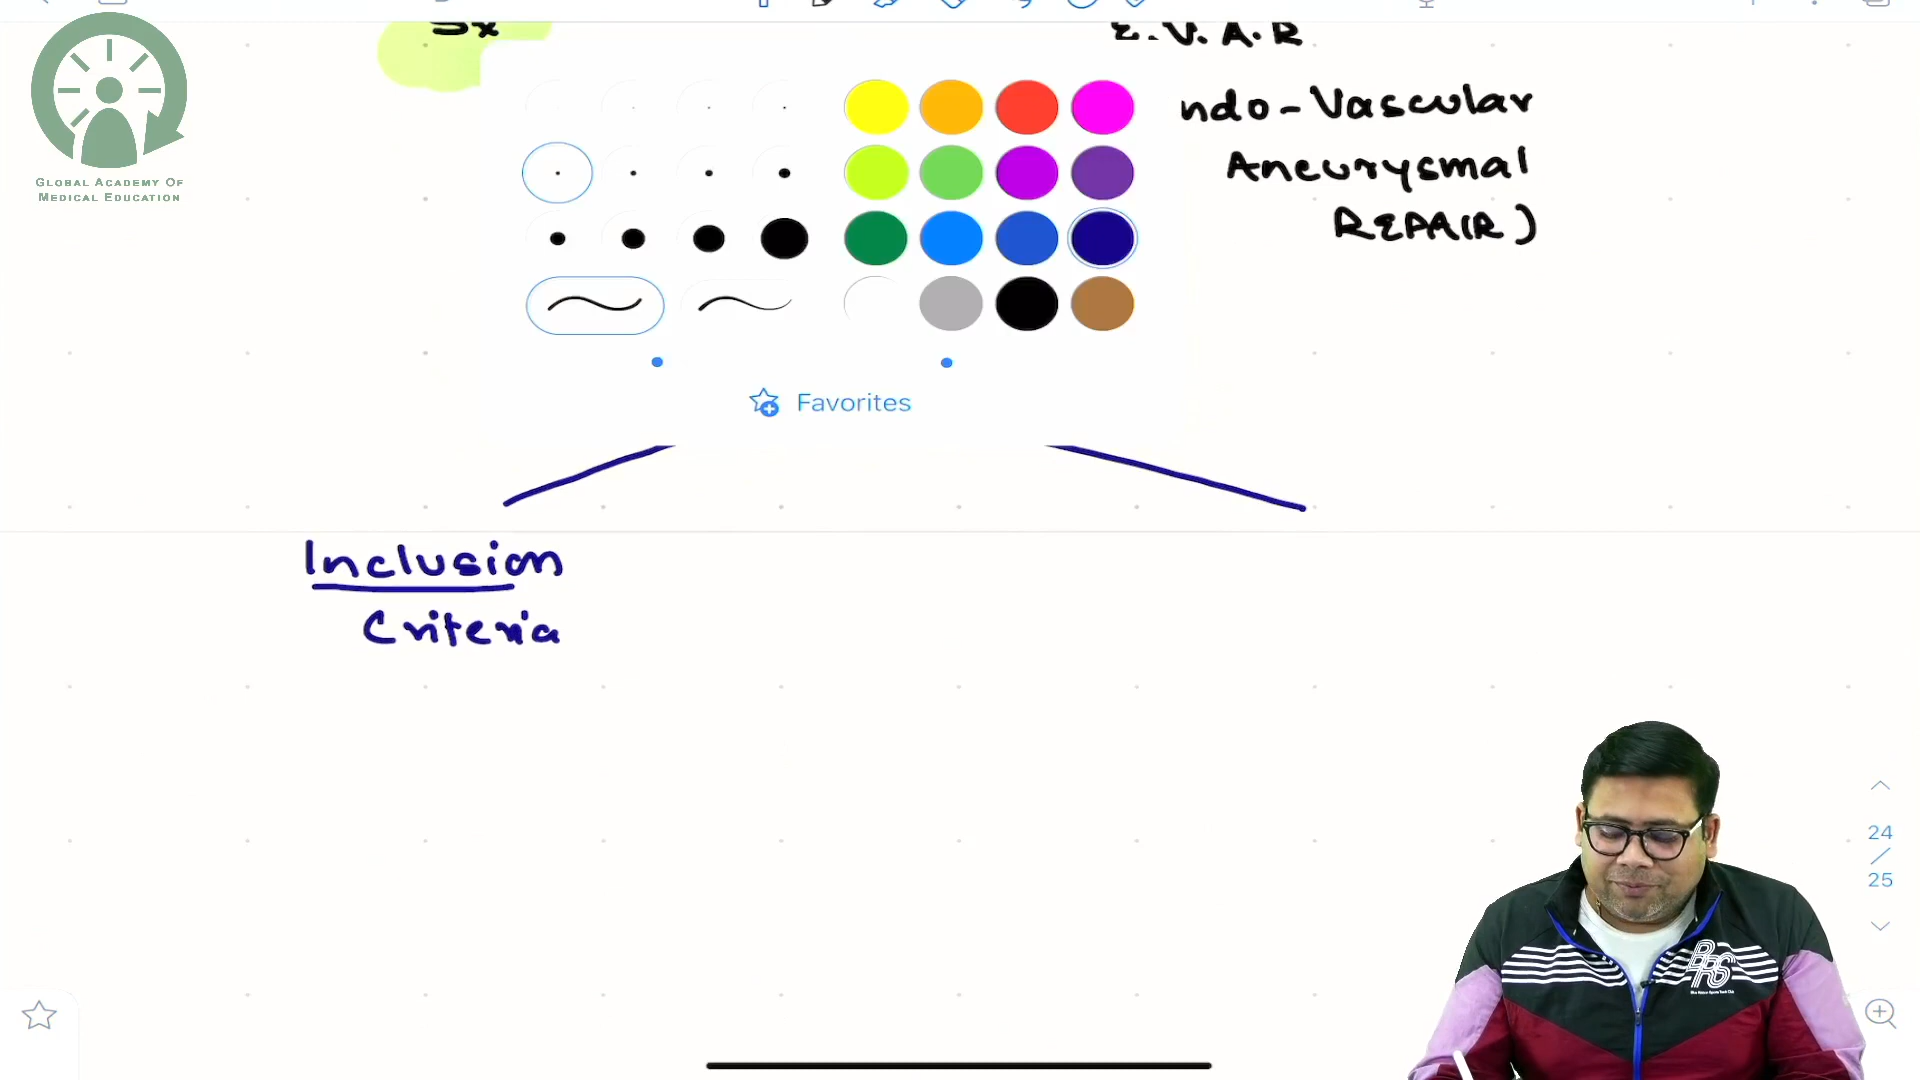 Sx
E.V.A.R
GLOBAL ACADEMY OF
MEDICAL EDUCATION
ndo-Vascular
Aneurysmal
REPAIR)
Favorites
Inclusion
Criteria
24
/
25